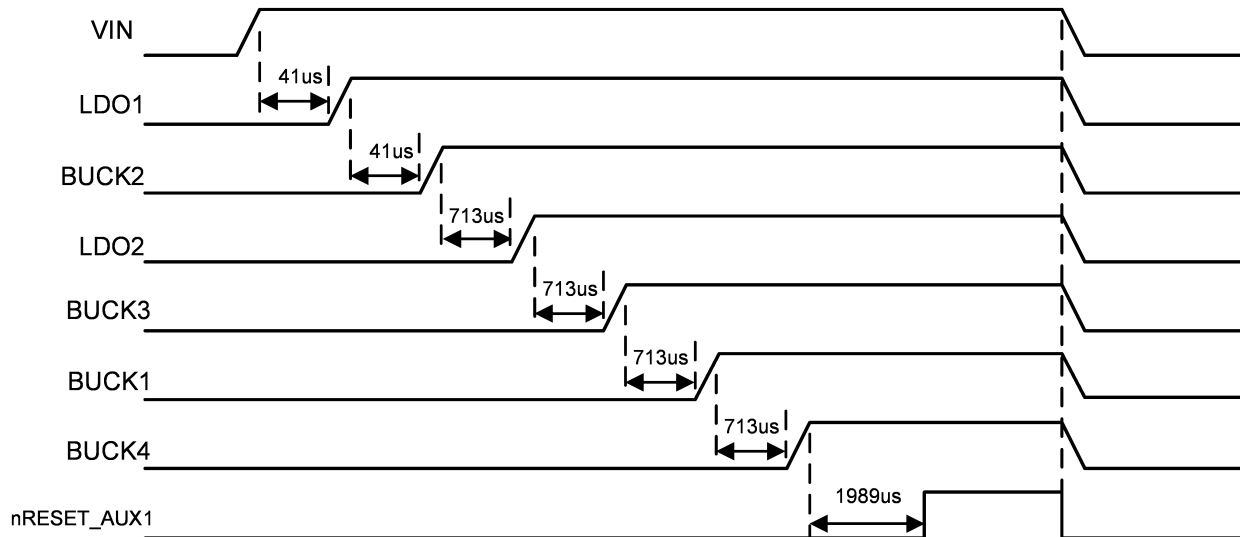 VIN
41us
LDO1
41us
BUCK2
713us
LDO2
713us
BUCK3
713us
BUCK1
713us
BUCK4
1989us
nRESET_AUX1